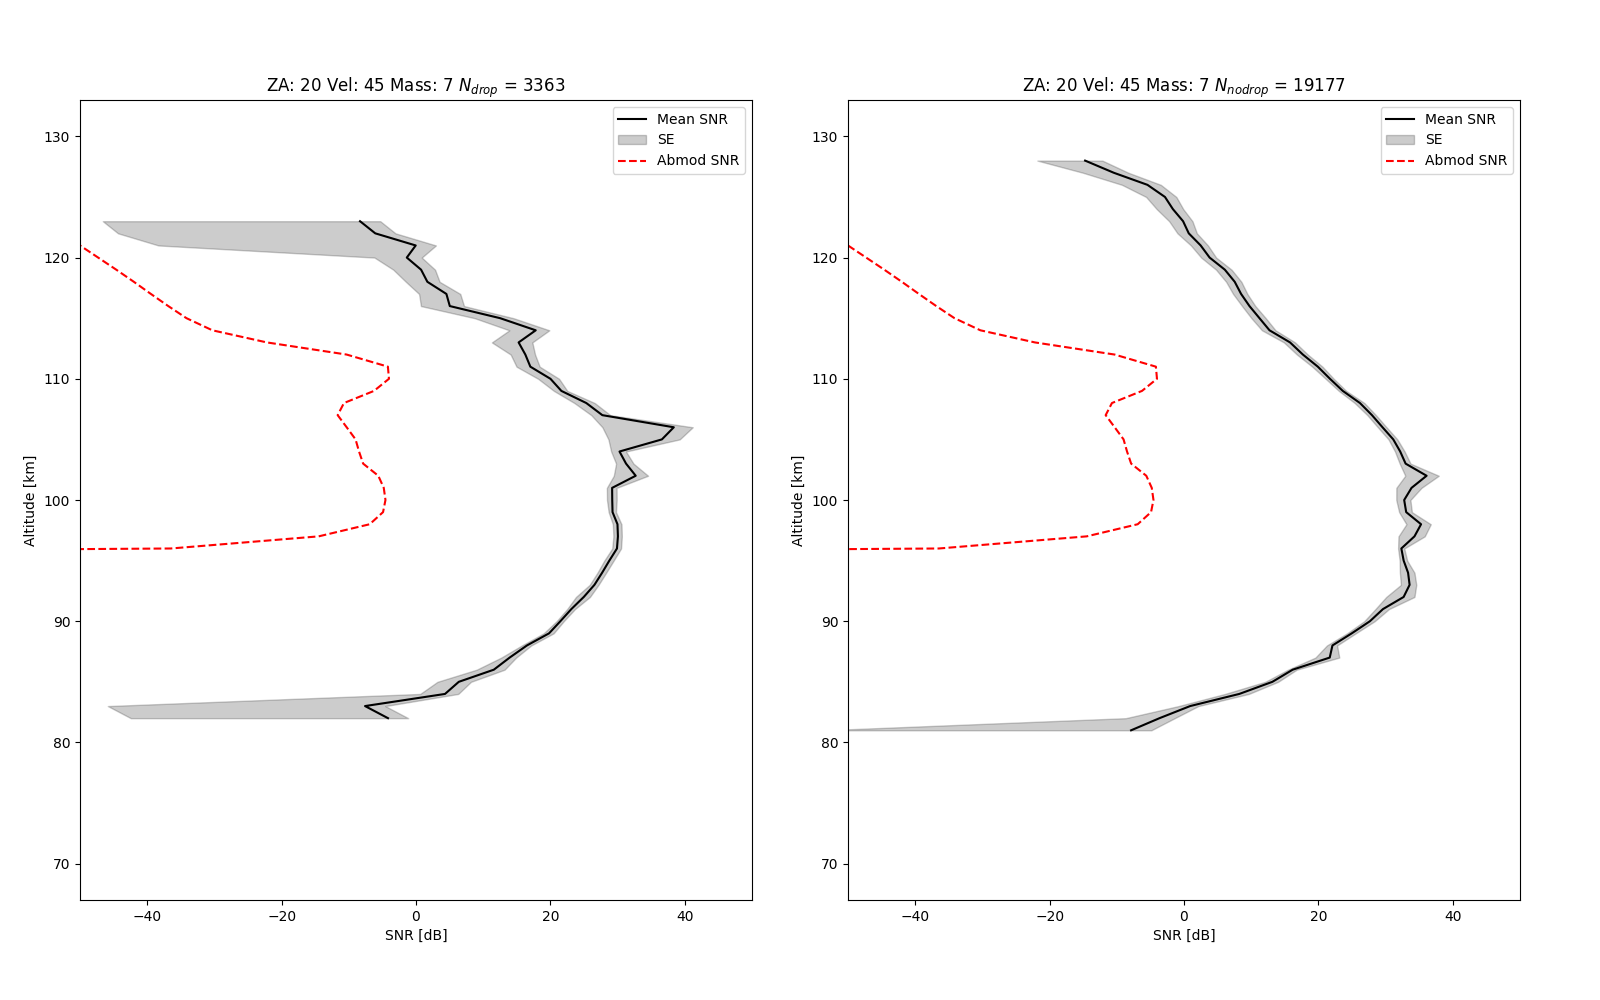 ZA: 20 Vel: 45 Mass: 7 N_drop = 3363
Mean SNR
SE
Abmod SNR
130
120
110
100
90
80
70
Altitude [km]
−40
−20
0
20
40
SNR [dB]
ZA: 20 Vel: 45 Mass: 7 N_nodrop = 19177
Mean SNR
SE
Abmod SNR
130
120
110
100
90
80
70
Altitude [km]
−40
−20
0
20
40
SNR [dB]